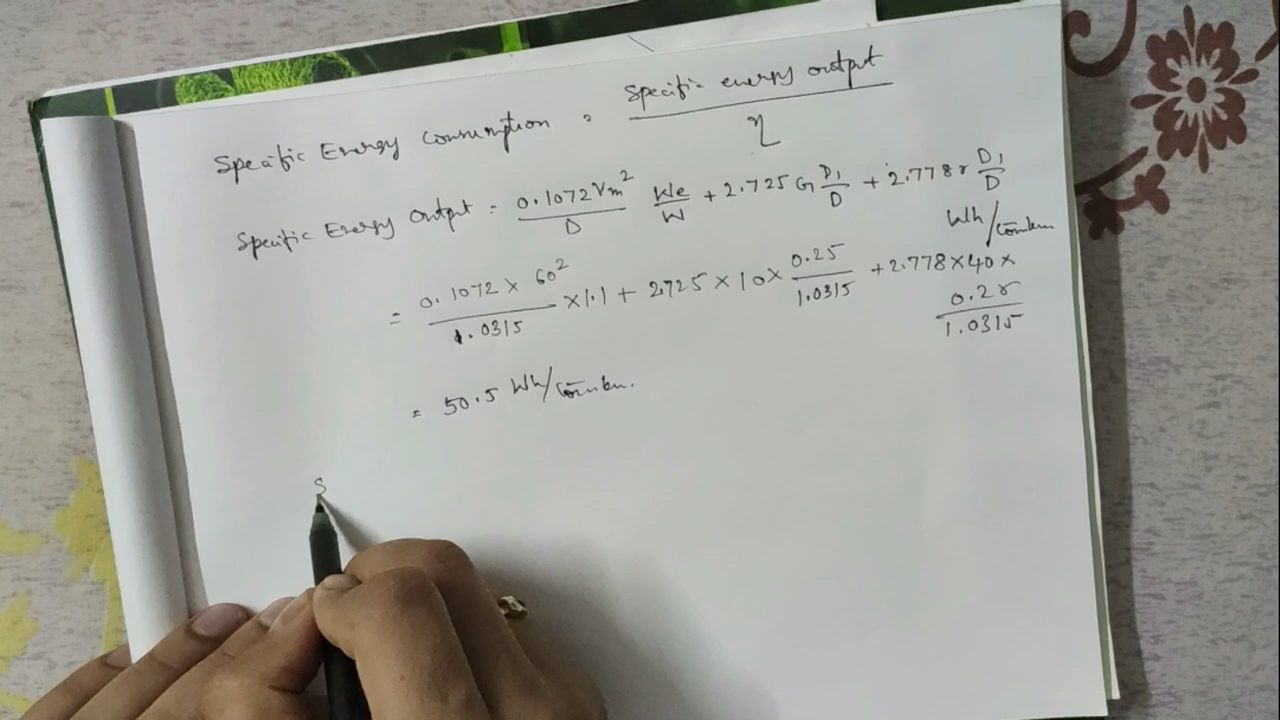 Specific Energy Consumption = Specific energy output / η
Specific Energy Output = 0.1072 Vm² / D We/W + 2.725 G D₁/D + 2.778 r D₁/D
Wh/
= 0.1072 × 60² / 1.0315 × 1.1 + 2.725 × 10 × 0.25 / 1.0315 + 2.778 × 40 ×
0.25 / 1.0315
= 50.5 Wh/
S